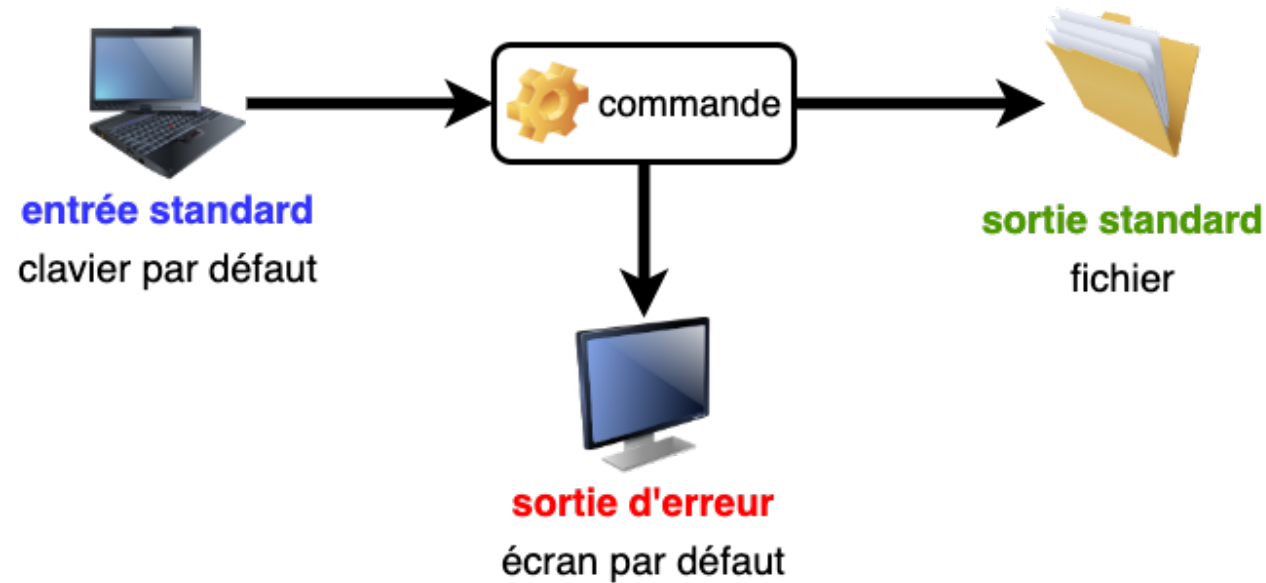 commande
entrée standard
clavier par défaut
sortie standard
fichier
sortie d'erreur
écran par défaut